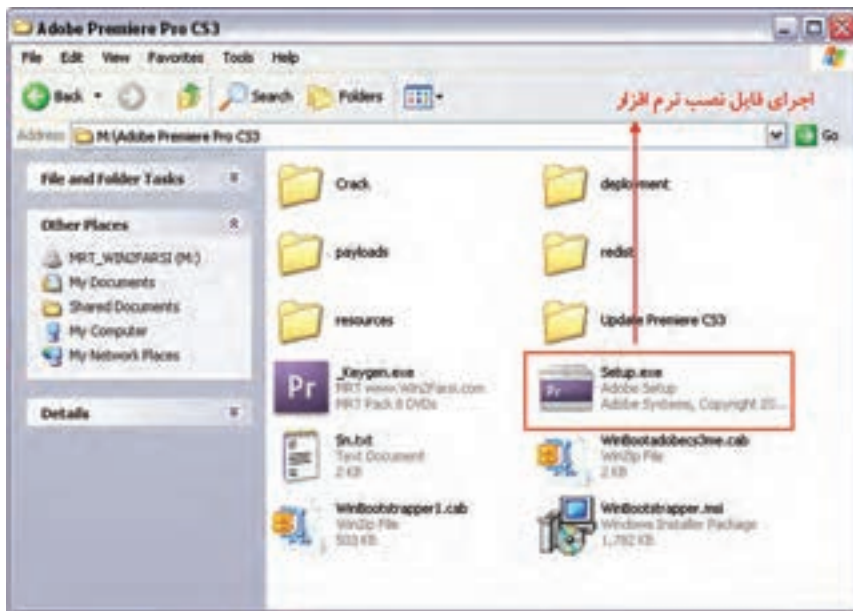 Adobe Premiere Pro CS3
File Edit View Favorites Tools Help
Back Search Folders
اجرای فایل نصب نرم افزار
Address M:\Adobe Premiere Pro CS3 Go
File and Folder Tasks
Other Places
MRT_WIN2FARSI (M:)
My Documents
Shared Documents
My Computer
My Network Places
Details
Crack
deployment
payloads
redist
resources
Update Premiere CS3
Pr
_Keygen.exe
MRT www.Win2Farsi.com
MRT Pack 8 DVDs
Pr
Setup.exe
Adobe Setup
Adobe Systems, Copyright 20...
Sn.txt
Text Document
2 KB
WinBootadobecs3me.cab
WinZip File
2 KB
WinBootstrapper1.cab
WinZip File
503 KB
WinBootstrapper.msi
Windows Installer Package
1,782 KB